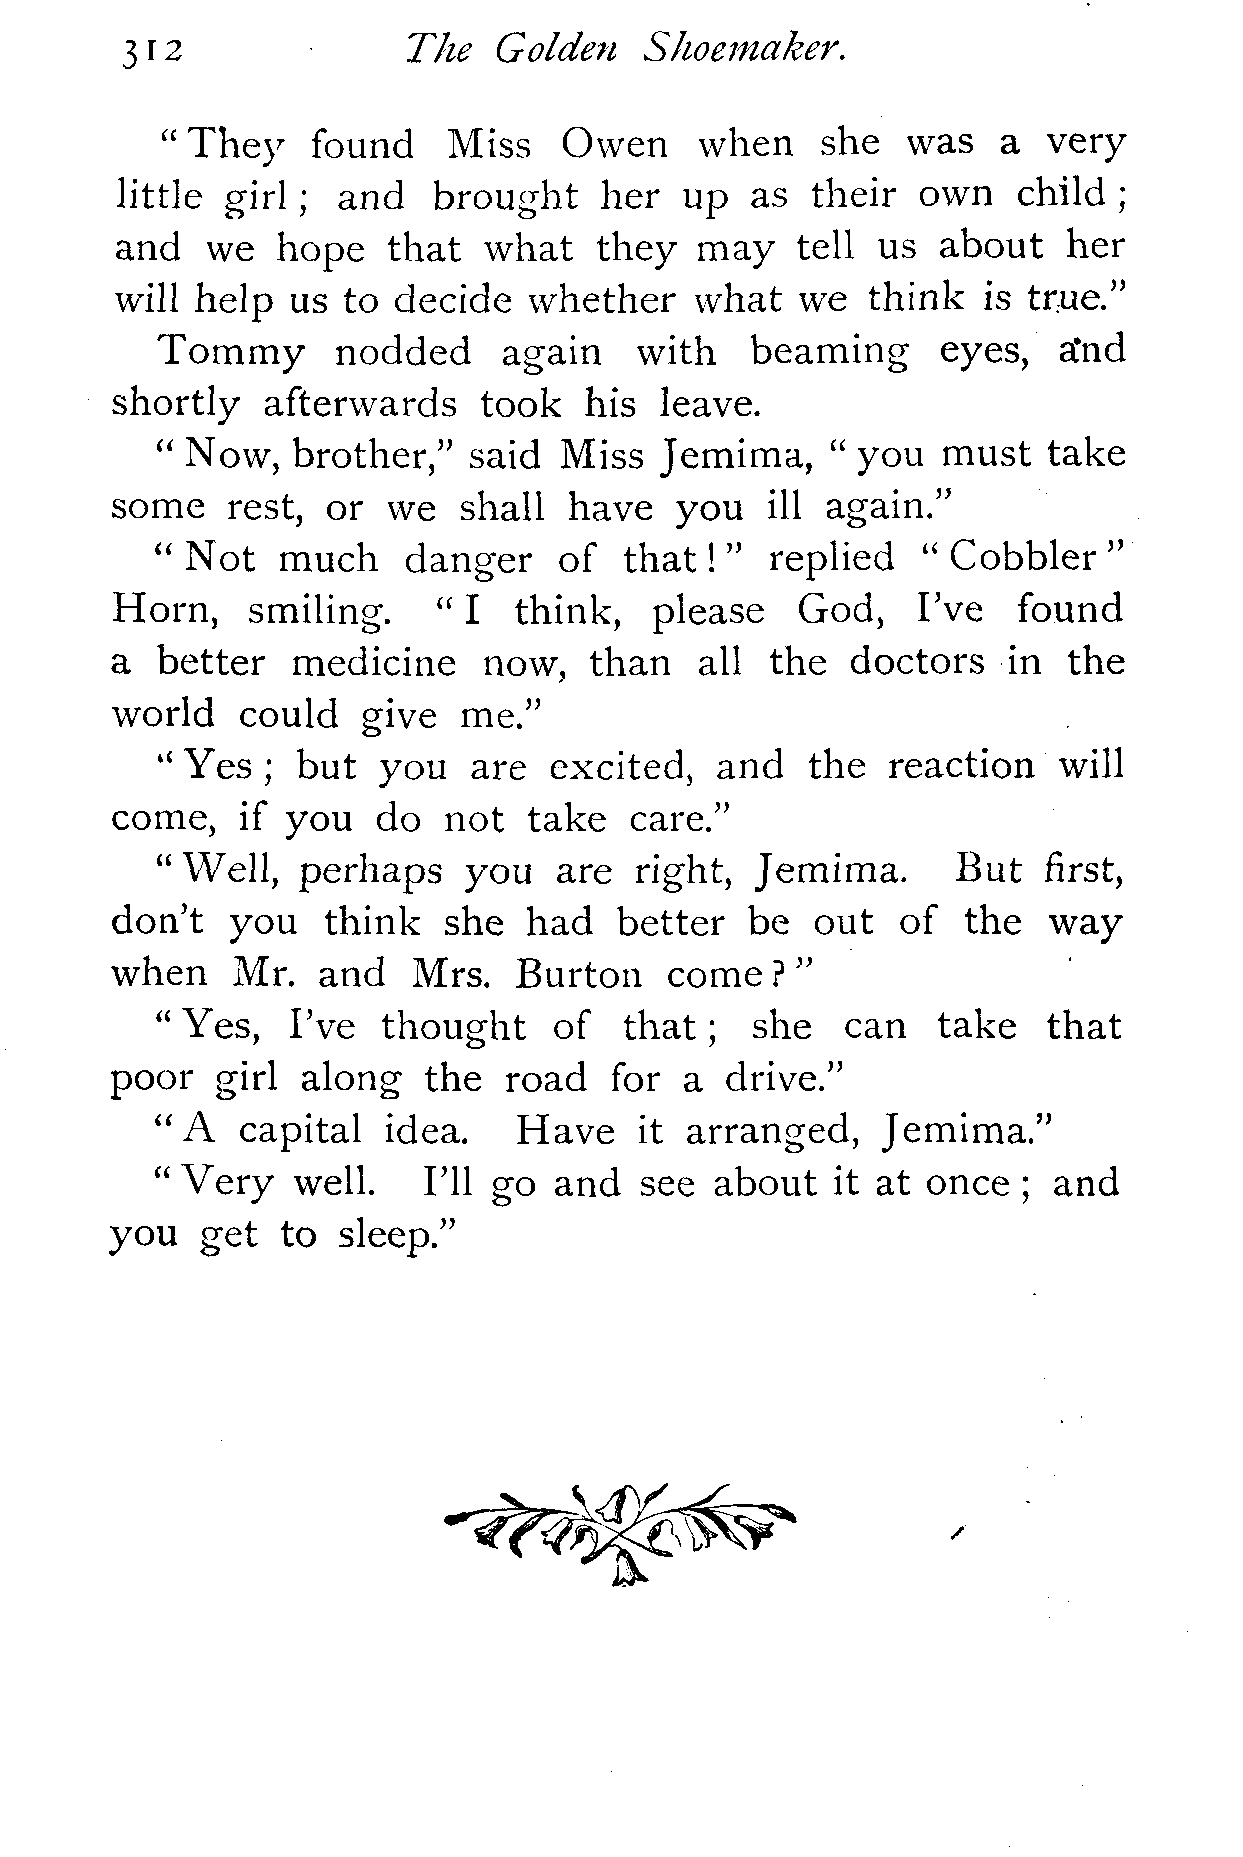 312 The Golden Shoemaker.
“ They found Miss Owen when she was a very
little girl ; and brought her up as their own child ;
and we hope that what they may tell us about her
will help us to decide whether what we think is true.”
Tommy nodded again with beaming eyes, and
shortly afterwards took his leave.
“ Now, brother,” said Miss Jemima, “ you must take
some rest, or we shall have you ill again.”
“ Not much danger of that ! ” replied “ Cobbler ”
Horn, smiling. “ I think, please God, I’ve found
a better medicine now, than all the doctors in the
world could give me.”
“ Yes ; but you are excited, and the reaction will
come, if you do not take care.”
“ Well, perhaps you are right, Jemima. But first,
don’t you think she had better be out of the way
when Mr. and Mrs. Burton come ? ”
“ Yes, I’ve thought of that ; she can take that
poor girl along the road for a drive.”
“ A capital idea. Have it arranged, Jemima.”
“ Very well. I’ll go and see about it at once ; and
you get to sleep.”